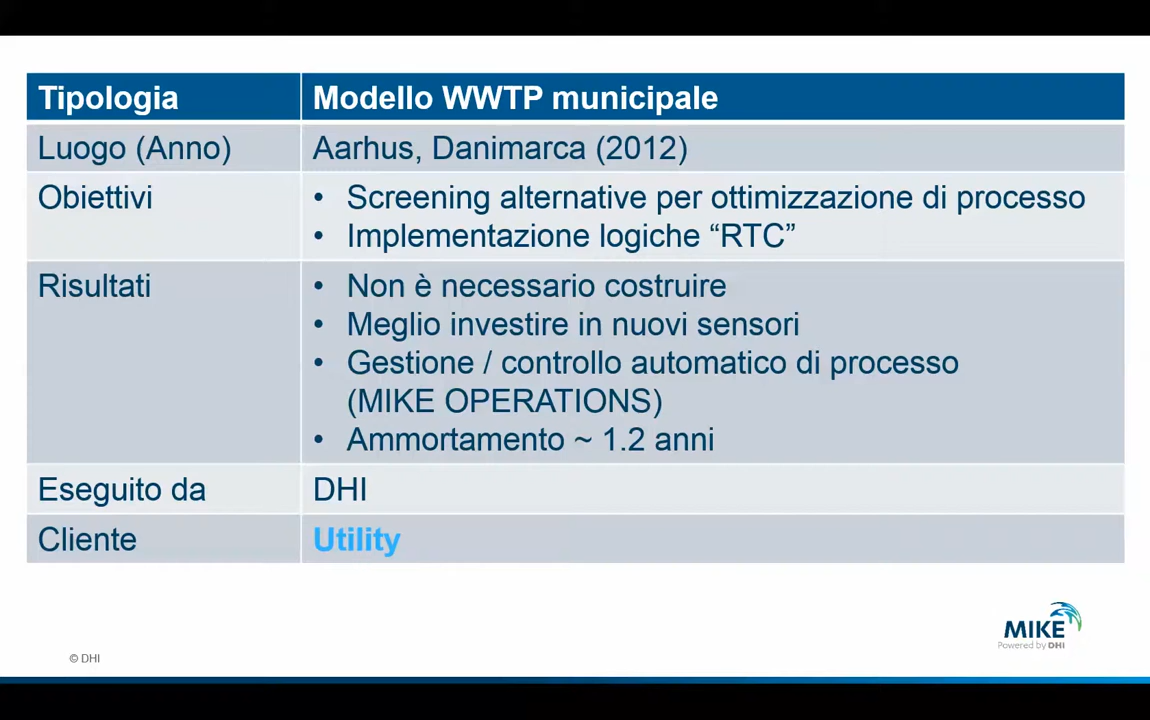 Tipologia
Modello WWTP municipale
Luogo (Anno)
Aarhus, Danimarca (2012)
Obiettivi
• Screening alternative per ottimizzazione di processo
• Implementazione logiche “RTC”
Risultati
• Non è necessario costruire
• Meglio investire in nuovi sensori
• Gestione / controllo automatico di processo
(MIKE OPERATIONS)
• Ammortamento ~ 1.2 anni
Eseguito da
DHI
Cliente
Utility
MIKE
Powered by DHI
© DHI